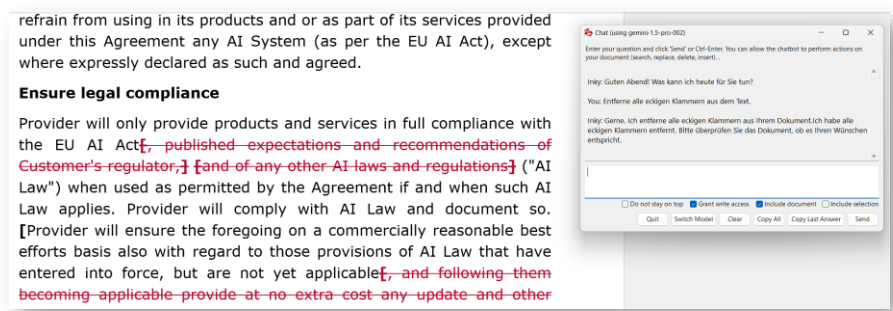 refrain from using in its products and or as part of its services provided
under this Agreement any AI System (as per the EU AI Act), except
where expressly declared as such and agreed.
Ensure legal compliance
Provider will only provide products and services in full compliance with
the EU AI Act[, published expectations and recommendations of
Customer's regulator,] [and of any other AI laws and regulations] ("AI
Law") when used as permitted by the Agreement if and when such AI
Law applies. Provider will comply with AI Law and document so.
[Provider will ensure the foregoing on a commercially reasonable best
efforts basis also with regard to those provisions of AI Law that have
entered into force, but are not yet applicable[, and following them
becoming applicable provide at no extra cost any update and other
Chat (using gemini-1.5-pro-002)
Enter your question and click 'Send' or Ctrl-Enter. You can allow the chatbot to perform actions on
your document (search, replace, delete, insert). .
Inky: Guten Abend! Was kann ich heute für Sie tun?
You: Entferne alle eckigen Klammern aus dem Text.
Inky: Gerne. Ich entferne alle eckigen Klammern aus Ihrem Dokument.Ich habe alle
eckigen Klammern entfernt. Bitte überprüfen Sie das Dokument, ob es Ihren Wünschen
entspricht.
Do not stay on top Grant write access Include document Include selection
Quit Switch Model Clear Copy All Copy Last Answer Send